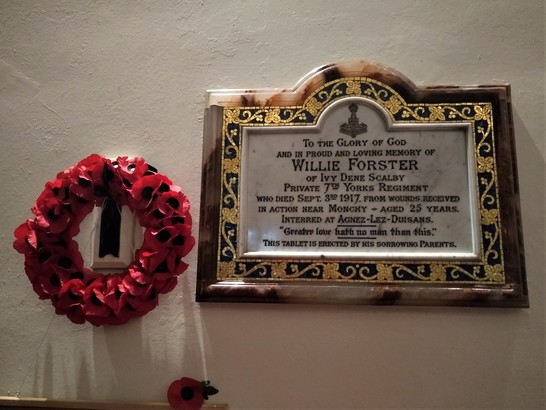 To the Glory of God
and in proud and loving memory of
Willie Forster
of Ivy Dene Scalby
Private 7th Yorks Regiment
who died Sept. 3rd 1917, from wounds received
in action near Monchy – aged 25 years.
Interred at Agnez-Lez-Duisans.
"Greater love hath no man than this."
This tablet is erected by his sorrowing Parents.